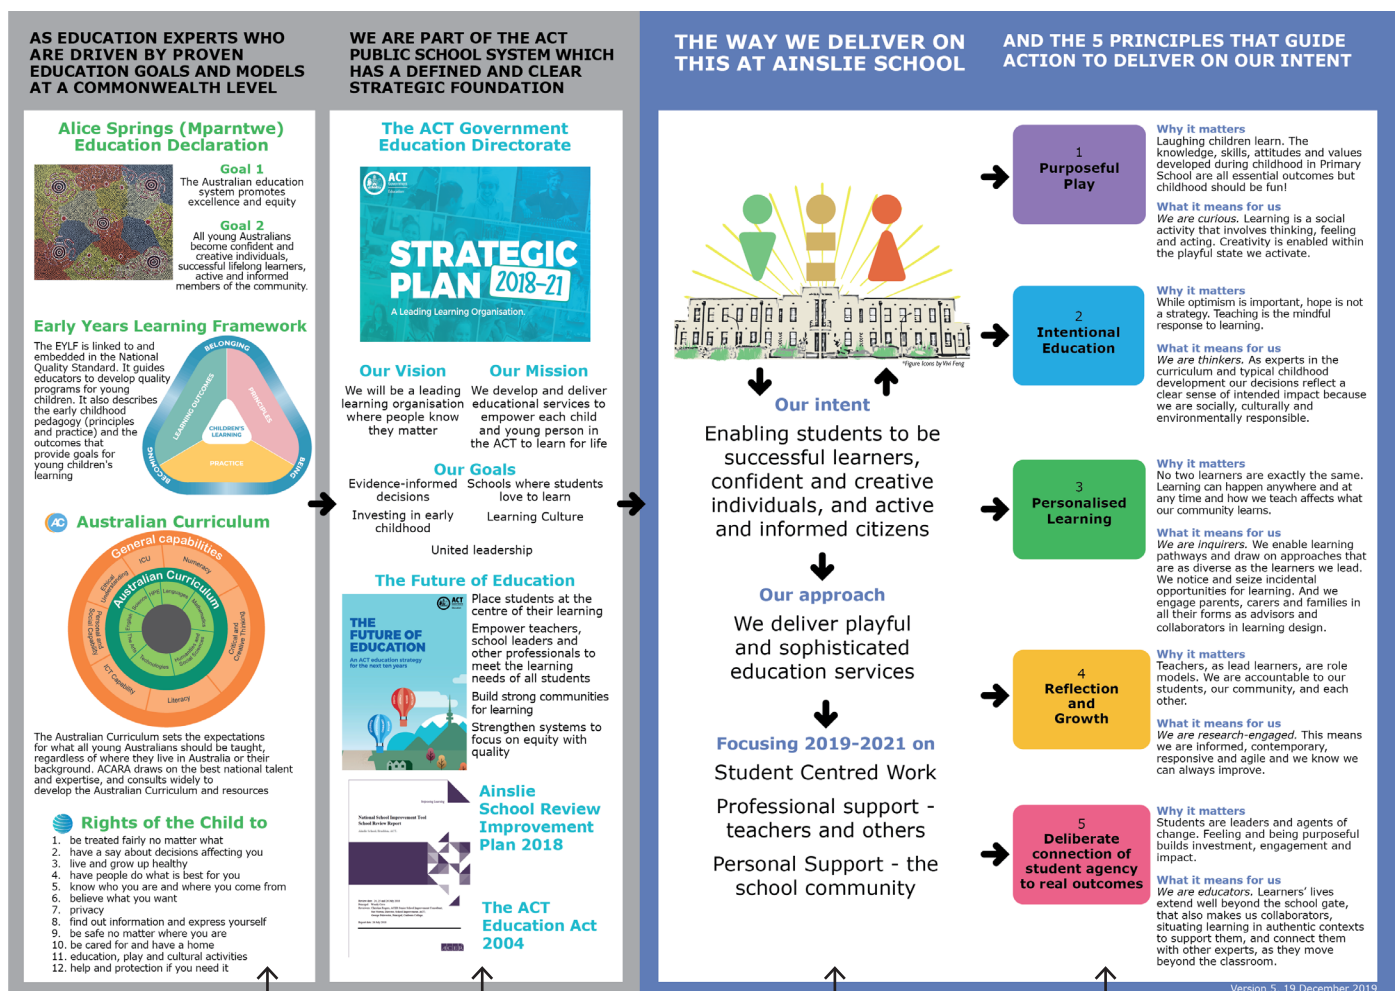 AS EDUCATION EXPERTS WHO
ARE DRIVEN BY PROVEN
EDUCATION GOALS AND MODELS
AT A COMMONWEALTH LEVEL
Alice Springs (Mparntwe)
Education Declaration
Goal 1
The Australian education
system promotes
excellence and equity
Goal 2
All young Australians
become confident and
creative individuals,
successful lifelong learners,
active and informed
members of the community.
Early Years Learning Framework
The EYLF is linked to and
embedded in the National
Quality Standard. It guides
educators to develop quality
programs for young
children. It also describes
the early childhood
pedagogy (principles
and practice) and the
outcomes that
provide goals for
young children's
learning
BELONGING
LEARNING OUTCOMES
PRINCIPLES
CHILDREN'S
LEARNING
PRACTICE
BECOMING
BEING
AC
Australian Curriculum
General capabilities
ICU
Numeracy
Ethical
Understanding
Critical and
Creative Thinking
Personal and
Social Capability
ICT Capability
Literacy
Australian Curriculum
Science
HPE
Languages
Mathematics
English
The Arts
Technologies
Humanities and
Social Sciences
The Australian Curriculum sets the expectations
for what all young Australians should be taught,
regardless of where they live in Australia or their
background. ACARA draws on the best national talent
and expertise, and consults widely to
develop the Australian Curriculum and resources
Rights of the Child to
1. be treated fairly no matter what
2. have a say about decisions affecting you
3. live and grow up healthy
4. have people do what is best for you
5. know who you are and where you come from
6. believe what you want
7. privacy
8. find out information and express yourself
9. be safe no matter where you are
10. be cared for and have a home
11. education, play and cultural activities
12. help and protection if you need it
WE ARE PART OF THE ACT
PUBLIC SCHOOL SYSTEM WHICH
HAS A DEFINED AND CLEAR
STRATEGIC FOUNDATION
The ACT Government
Education Directorate
ACT
Government
Education
STRATEGIC
PLAN 2018-21
A Leading Learning Organisation.
Our Vision
We will be a leading
learning organisation
where people know
they matter
Our Mission
We develop and deliver
educational services to
empower each child
and young person in
the ACT to learn for life
Our Goals
Evidence-informed
decisions
Schools where students
love to learn
Investing in early
childhood
Learning Culture
United leadership
The Future of Education
ACT
THE
FUTURE OF
EDUCATION
An ACT education strategy
for the next ten years
Place students at the
centre of their learning
Empower teachers,
school leaders and
other professionals to
meet the learning
needs of all students
Build strong communities
for learning
Strengthen systems to
focus on equity with
quality
National School Improvement Tool
School Review Report
Ainslie
School Review
Improvement
Plan 2018
The ACT
Education Act
2004
THE WAY WE DELIVER ON
THIS AT AINSLIE SCHOOL
*Figure Icons by Vivi Feng
Our intent
Enabling students to be
successful learners,
confident and creative
individuals, and active
and informed citizens
Our approach
We deliver playful
and sophisticated
education services
Focusing 2019-2021 on
Student Centred Work
Professional support -
teachers and others
Personal Support - the
school community
AND THE 5 PRINCIPLES THAT GUIDE
ACTION TO DELIVER ON OUR INTENT
1
Purposeful
Play
Why it matters
Laughing children learn. The
knowledge, skills, attitudes and values
developed during childhood in Primary
School are all essential outcomes but
childhood should be fun!
What it means for us
We are curious. Learning is a social
activity that involves thinking, feeling
and acting. Creativity is enabled within
the playful state we activate.
2
Intentional
Education
Why it matters
While optimism is important, hope is not
a strategy. Teaching is the mindful
response to learning.
What it means for us
We are thinkers. As experts in the
curriculum and typical childhood
development our decisions reflect a
clear sense of intended impact because
we are socially, culturally and
environmentally responsible.
3
Personalised
Learning
Why it matters
No two learners are exactly the same.
Learning can happen anywhere and at
any time and how we teach affects what
our community learns.
What it means for us
We are inquirers. We enable learning
pathways and draw on approaches that
are as diverse as the learners we lead.
We notice and seize incidental
opportunities for learning. And we
engage parents, carers and families in
all their forms as advisors and
collaborators in learning design.
4
Reflection
and
Growth
Why it matters
Teachers, as lead learners, are role
models. We are accountable to our
students, our community, and each
other.
What it means for us
We are research-engaged. This means
we are informed, contemporary,
responsive and agile and we know we
can always improve.
5
Deliberate
connection of
student agency
to real outcomes
Why it matters
Students are leaders and agents of
change. Feeling and being purposeful
builds investment, engagement and
impact.
What it means for us
We are educators. Learners' lives
extend well beyond the school gate,
that also makes us collaborators,
situating learning in authentic contexts
to support them, and connect them
with other experts, as they move
beyond the classroom.
Version 5, 19 December 2019